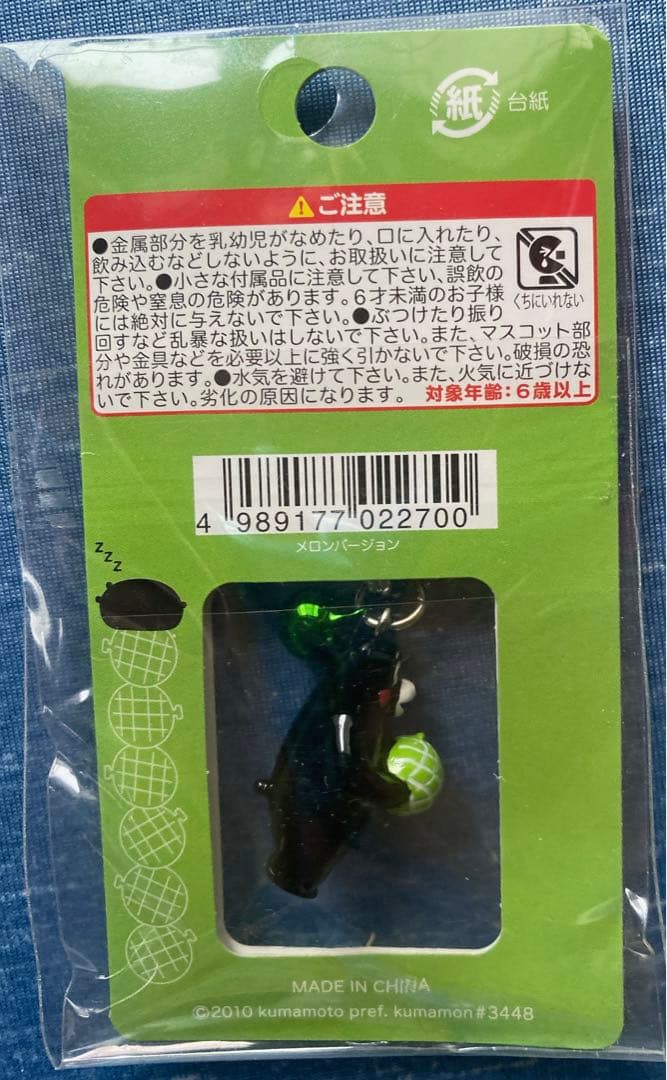 紙 台紙
ご注意
●金属部分を乳幼児がなめたり、口に入れたり、
飲み込むなどしないように、お取扱いに注意して
下さい。●小さな付属品に注意して下さい、誤飲の
危険や窒息の危険があります。6才未満のお子様
には絶対に与えないで下さい。●ぶつけたり振り
回すなど乱暴な扱いはしないで下さい。また、マスコット部
分や金具などを必要以上に強く引かないで下さい。破損の恐
れがあります。●水気を避けて下さい。また、火気に近づけな
いで下さい。劣化の原因になります。 対象年齢:6歳以上
くちにいれない
4 989177 022700
メロンバージョン
z z z
MADE IN CHINA
©2010 kumamoto pref. kumamon#3448